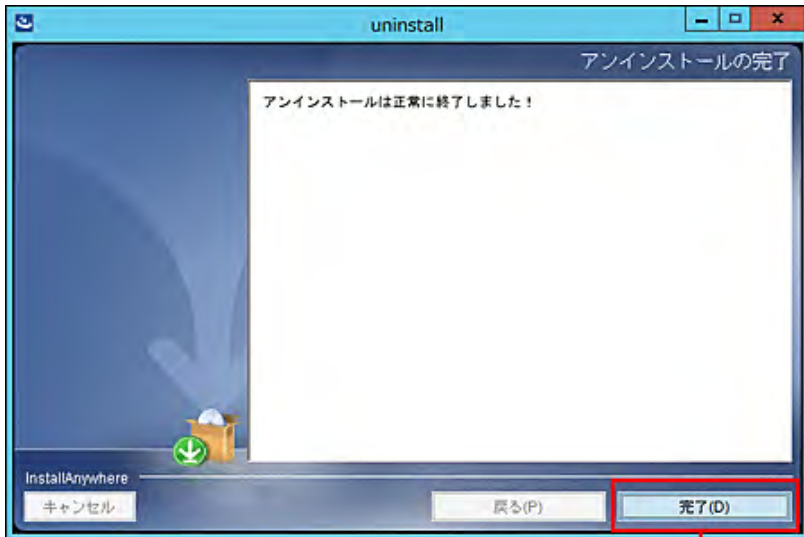 uninstall
アンインストールの完了
アンインストールは正常に終了しました！
InstallAnywhere
キャンセル
戻る(P)
完了(D)